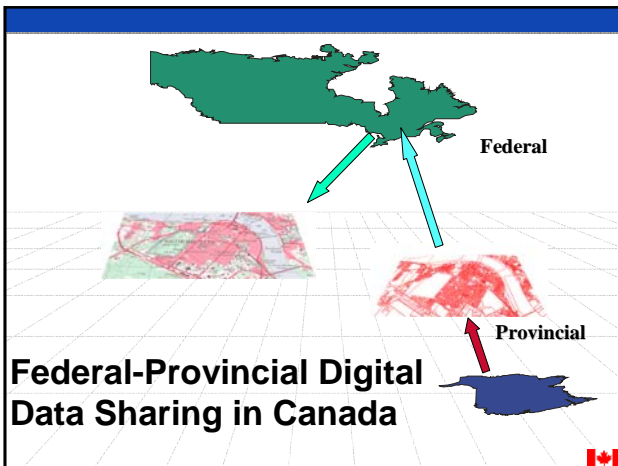 Federal
Provincial
Federal-Provincial Digital
Data Sharing in Canada